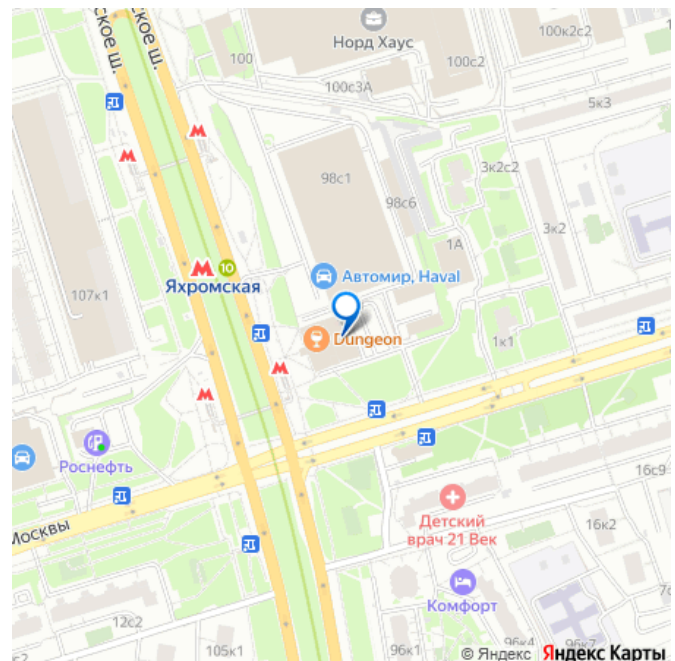 ское ш.
ское ш.
Норд Хаус
100
100с2
100к2с2
100с3А
5к3
М
М
98с1
3к2с2
98с6
3к2
1А
М 10
Яхромская
107к1
Автомир, Haval
Dungeon
1к1
М
М
Роснефть
Москвы
16с9
Детский
врач 21 Век
16к2
Комфорт
12с2
105к1
96к1
96к4
96к7
© Яндекс Яндекс Карты